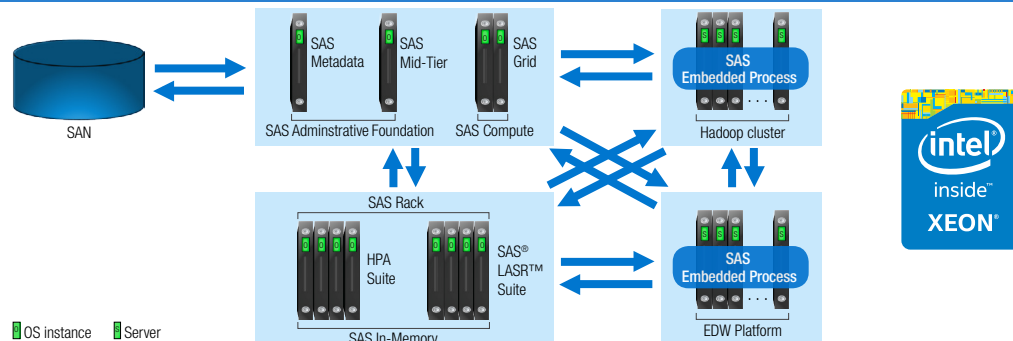 SAN
SAS
Metadata
SAS
Mid-Tier
SAS
Grid
SAS Adminstrative Foundation
SAS Compute
SAS
Embedded Process
Hadoop cluster
SAS Rack
HPA
Suite
SAS®
LASR™
Suite
SAS In-Memory
SAS
Embedded Process
EDW Platform
intel®
inside™
XEON®
O OS instance
S Server